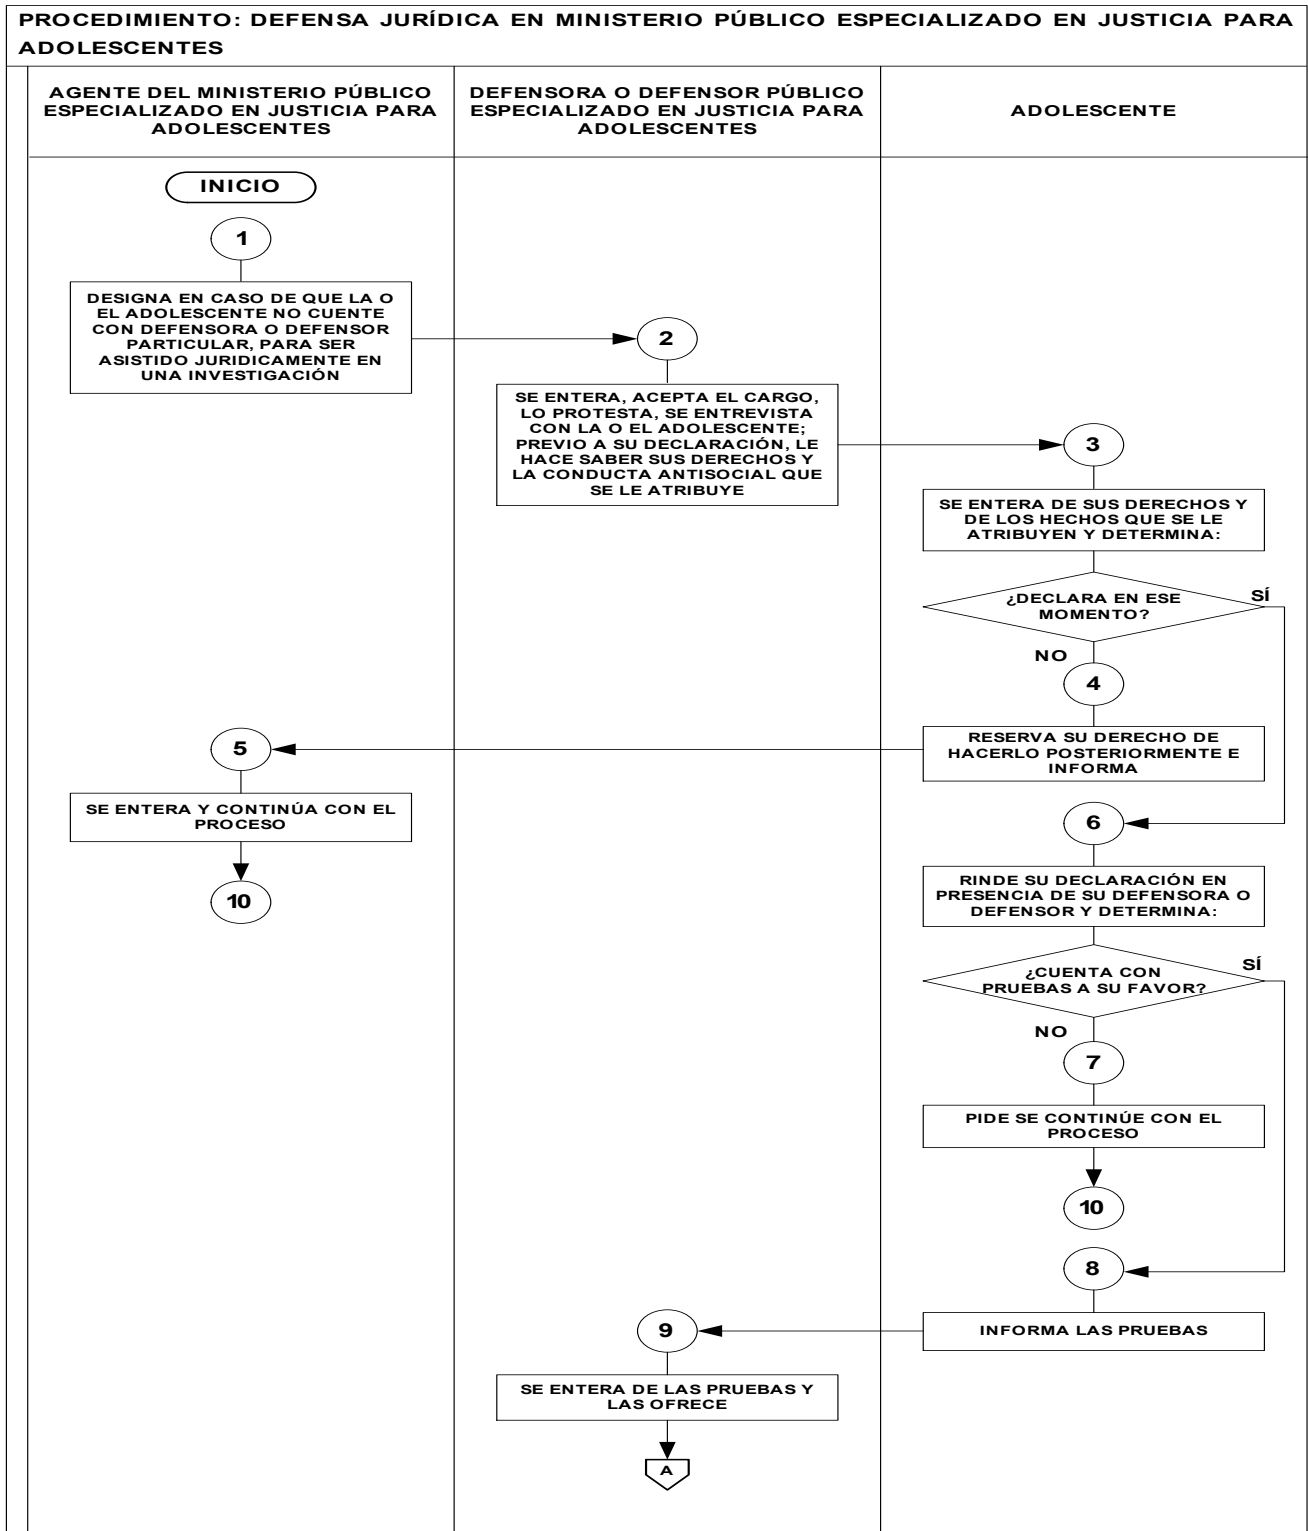 PROCEDIMIENTO: DEFENSA JURÍDICA EN MINISTERIO PÚBLICO ESPECIALIZADO EN JUSTICIA PARA
ADOLESCENTES
AGENTE DEL MINISTERIO PÚBLICO
ESPECIALIZADO EN JUSTICIA PARA
ADOLESCENTES
DEFENSORA O DEFENSOR PÚBLICO
ESPECIALIZADO EN JUSTICIA PARA
ADOLESCENTES
ADOLESCENTE
INICIO
1
DESIGNA EN CASO DE QUE LA O
EL ADOLESCENTE NO CUENTE
CON DEFENSORA O DEFENSOR
PARTICULAR, PARA SER
ASISTIDO JURIDICAMENTE EN
UNA INVESTIGACIÓN
2
SE ENTERA, ACEPTA EL CARGO,
LO PROTESTA, SE ENTREVISTA
CON LA O EL ADOLESCENTE;
PREVIO A SU DECLARACIÓN, LE
HACE SABER SUS DERECHOS Y
LA CONDUCTA ANTISOCIAL QUE
SE LE ATRIBUYE
3
SE ENTERA DE SUS DERECHOS Y
DE LOS HECHOS QUE SE LE
ATRIBUYEN Y DETERMINA:
¿DECLARA EN ESE
MOMENTO?
SÍ
NO
4
RESERVA SU DERECHO DE
HACERLO POSTERIORMENTE E
INFORMA
5
SE ENTERA Y CONTINÚA CON EL
PROCESO
10
6
RINDE SU DECLARACIÓN EN
PRESENCIA DE SU DEFENSORA O
DEFENSOR Y DETERMINA:
¿CUENTA CON
PRUEBAS A SU FAVOR?
SÍ
NO
7
PIDE SE CONTINÚE CON EL
PROCESO
10
8
INFORMA LAS PRUEBAS
9
SE ENTERA DE LAS PRUEBAS Y
LAS OFRECE
A